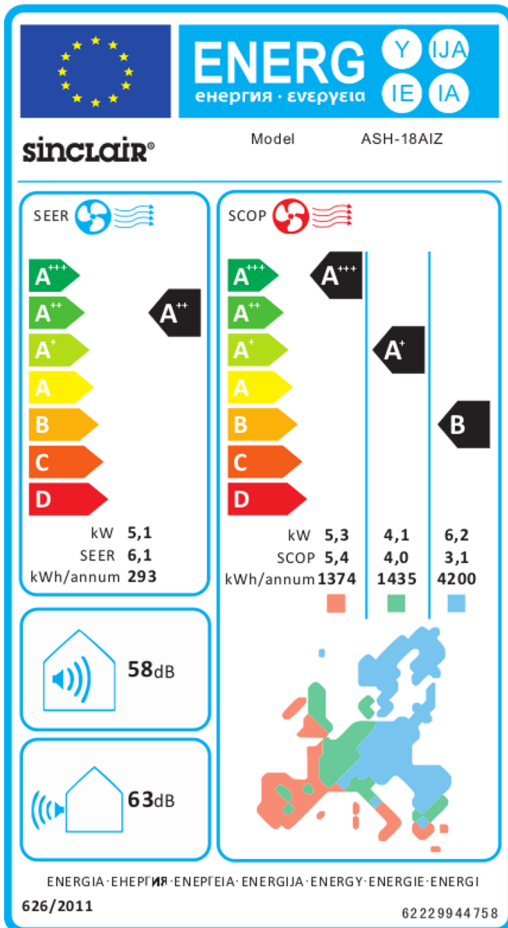 ENERG Y IJA
енергия · ενεργεια IE IA
sinclair®
Model ASH-18AIZ
SEER
A+++
A++ A++
A+
A
B
C
D
kW 5,1
SEER 6,1
kWh/annum 293
SCOP
A+++ A+++
A++
A+ A+
A
B B
C
D
kW 5,3 4,1 6,2
SCOP 5,4 4,0 3,1
kWh/annum 1374 1435 4200
58dB
63dB
ENERGIA·ЕНЕРГИЯ·ΕΝΕΡΓΕΙΑ·ENERGIJA·ENERGY·ENERGIE·ENERGI
626/2011
62229944758